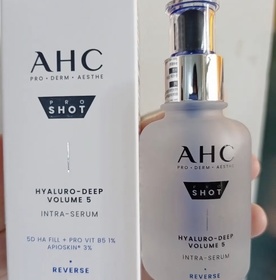 AHC
PRO • DERM • AESTHE
PRO
SHOT
HYALURO-DEEP
VOLUME 5
INTRA-SERUM
5D HA FILL + PRO VIT B5 1%
APIOSKIN® 3%
• REVERSE
AHC
PRO • DERM • AESTHE
PRO
SHOT
HYALURO-DEEP
VOLUME 5
INTRA-SERUM
• REVERSE